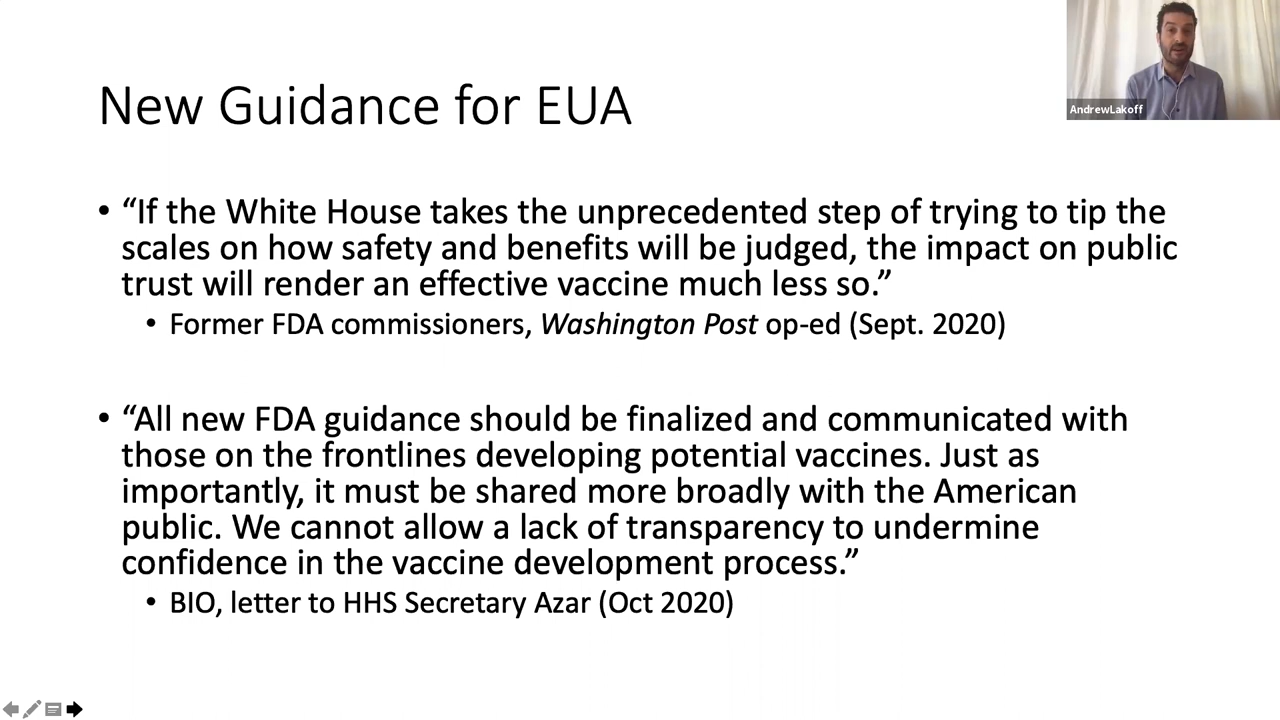 AndrewLakoff
New Guidance for EUA
• “If the White House takes the unprecedented step of trying to tip the
scales on how safety and benefits will be judged, the impact on public
trust will render an effective vaccine much less so.”
• Former FDA commissioners, Washington Post op-ed (Sept. 2020)
• “All new FDA guidance should be finalized and communicated with
those on the frontlines developing potential vaccines. Just as
importantly, it must be shared more broadly with the American
public. We cannot allow a lack of transparency to undermine
confidence in the vaccine development process.”
• BIO, letter to HHS Secretary Azar (Oct 2020)